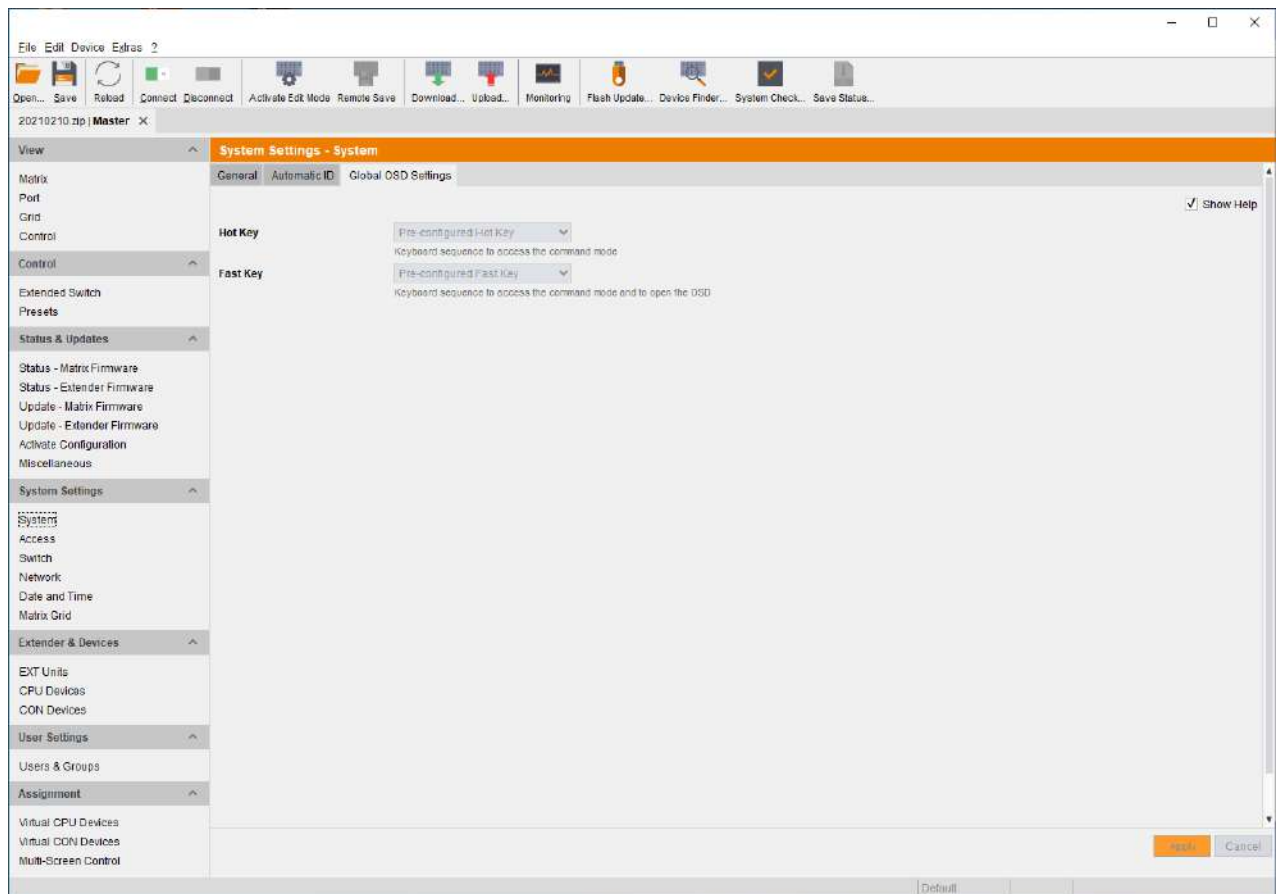 File Edit Device Extras ?
Open... Save Reload Connect Disconnect Activate Edit Mode Remote Save Download... Upload... Monitoring Flash Update... Device Finder... System Check... Save Status...
20210210.zip | Master
View
Matrix
Port
Grid
Control
Control
Extended Switch
Presets
Status & Updates
Status - Matrix Firmware
Status - Extender Firmware
Update - Matrix Firmware
Update - Extender Firmware
Activate Configuration
Miscellaneous
System Settings
System
Access
Switch
Network
Date and Time
Matrix Grid
Extender & Devices
EXT Units
CPU Devices
CON Devices
User Settings
Users & Groups
Assignment
Virtual CPU Devices
Virtual CON Devices
Multi-Screen Control
System Settings - System
General Automatic ID Global OSD Settings
Show Help
Hot Key Pre-configured Hot Key
Keyboard sequence to access the command mode
Fast Key Pre-configured Fast Key
Keyboard sequence to access the command mode and to open the OSD
Apply Cancel
Default